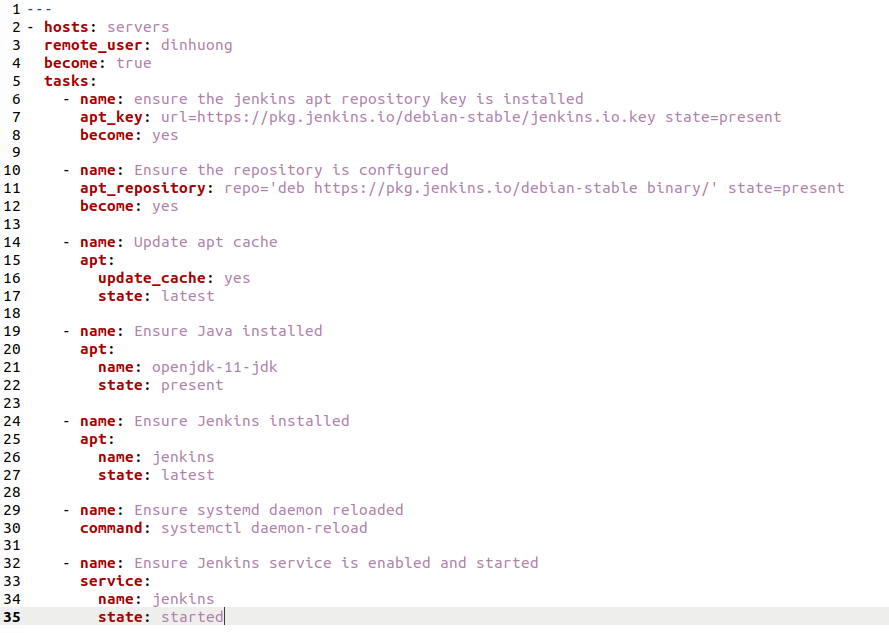 1 ---
2 - hosts: servers
3   remote_user: dinhuong
4   become: true
5   tasks:
6     - name: ensure the jenkins apt repository key is installed
7       apt_key: url=https://pkg.jenkins.io/debian-stable/jenkins.io.key state=present
8       become: yes
9
10     - name: Ensure the repository is configured
11       apt_repository: repo='deb https://pkg.jenkins.io/debian-stable binary/' state=present
12       become: yes
13
14     - name: Update apt cache
15       apt:
16         update_cache: yes
17         state: latest
18
19     - name: Ensure Java installed
20       apt:
21         name: openjdk-11-jdk
22         state: present
23
24     - name: Ensure Jenkins installed
25       apt:
26         name: jenkins
27         state: latest
28
29     - name: Ensure systemd daemon reloaded
30       command: systemctl daemon-reload
31
32     - name: Ensure Jenkins service is enabled and started
33       service:
34         name: jenkins
35         state: started